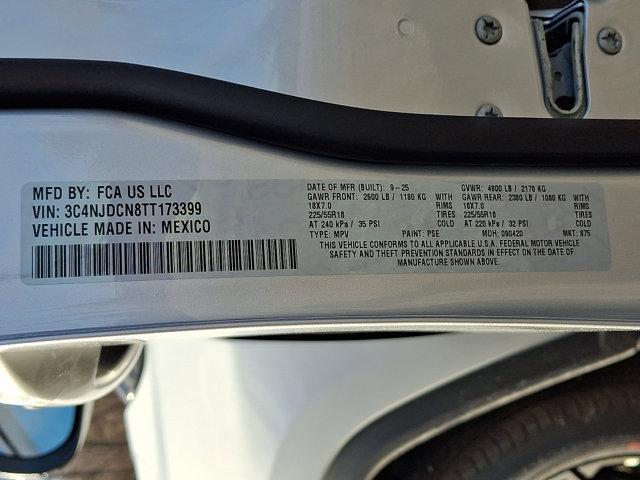 MFD BY: FCA US LLC
VIN: 3C4NJDCN8TT173399
VEHICLE MADE IN: MEXICO
DATE OF MFR (BUILT): 9-25 GVWR: 4800 LB / 2178 KG
GAWR FRONT: 2600 LB / 1180 KG WITH GAWR REAR: 2380 LB / 1080 KG WITH
18X7.0 RIMS 18X7.0 RIMS
225/55R18 TIRES 225/55R18 TIRES
AT 240 kPa / 35 PSI COLD AT 220 kPa / 32 PSI COLD
TYPE: MPV PAINT: PSE MDH: 090420 MKT: 875
THIS VEHICLE CONFORMS TO ALL APPLICABLE U.S.A. FEDERAL MOTOR VEHICLE
SAFETY AND THEFT PREVENTION STANDARDS IN EFFECT ON THE DATE OF
MANUFACTURE SHOWN ABOVE.